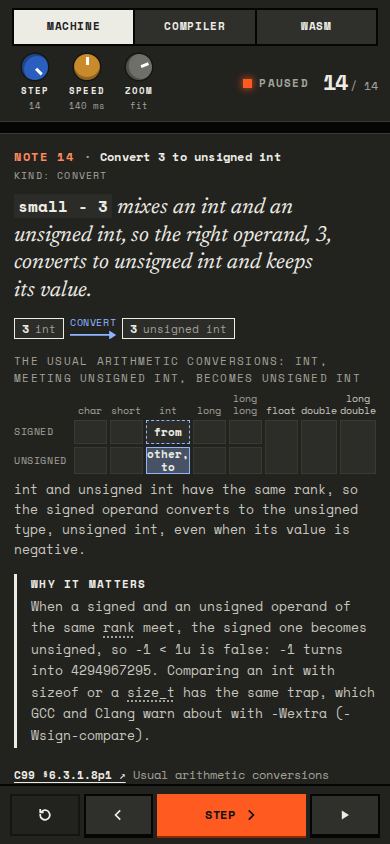 MACHINE COMPILER WASM
STEP SPEED ZOOM
14 140 ms fit
PAUSED 14 / 14
NOTE 14 · Convert 3 to unsigned int
KIND: CONVERT
small - 3 mixes an int and an
unsigned int, so the right operand, 3,
converts to unsigned int and keeps
its value.
3 int CONVERT 3 unsigned int
THE USUAL ARITHMETIC CONVERSIONS: INT,
MEETING UNSIGNED INT, BECOMES UNSIGNED INT
char short int long long long float double long double
SIGNED from
UNSIGNED other, to
int and unsigned int have the same rank, so
the signed operand converts to the unsigned
type, unsigned int, even when its value is
negative.
WHY IT MATTERS
When a signed and an unsigned operand of
the same rank meet, the signed one becomes
unsigned, so -1 < 1u is false: -1 turns
into 4294967295. Comparing an int with
sizeof or a size_t has the same trap, which
GCC and Clang warn about with -Wextra (-
Wsign-compare).
C99 §6.3.1.8p1 ↗ Usual arithmetic conversions
STEP